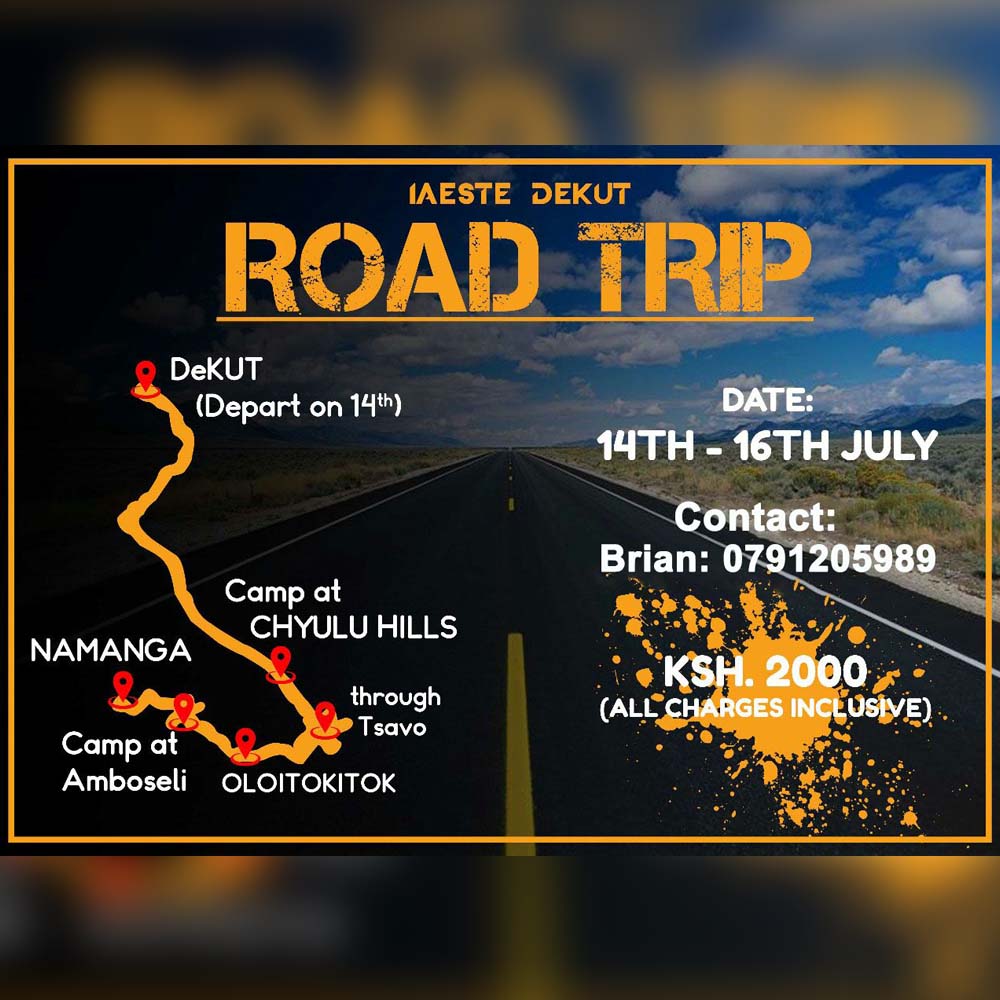 IAESTE DEKUT
ROAD TRIP
DeKUT
(Depart on 14th)
Camp at
CHYULU HILLS
NAMANGA
through
Tsavo
Camp at
Amboseli
OLOITOKITOK
DATE:
14TH - 16TH JULY
Contact:
Brian: 0791205989
KSH. 2000
(ALL CHARGES INCLUSIVE)